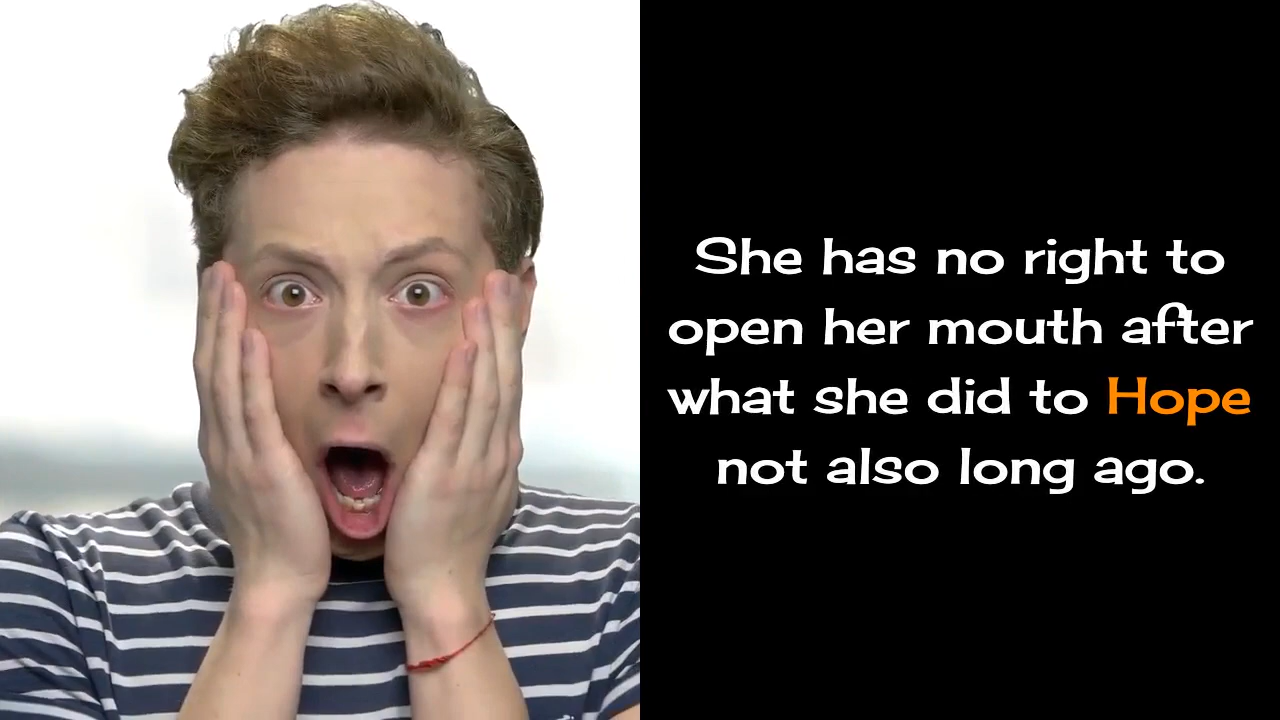 She has no right to
open her mouth after
what she did to Hope
not also long ago.